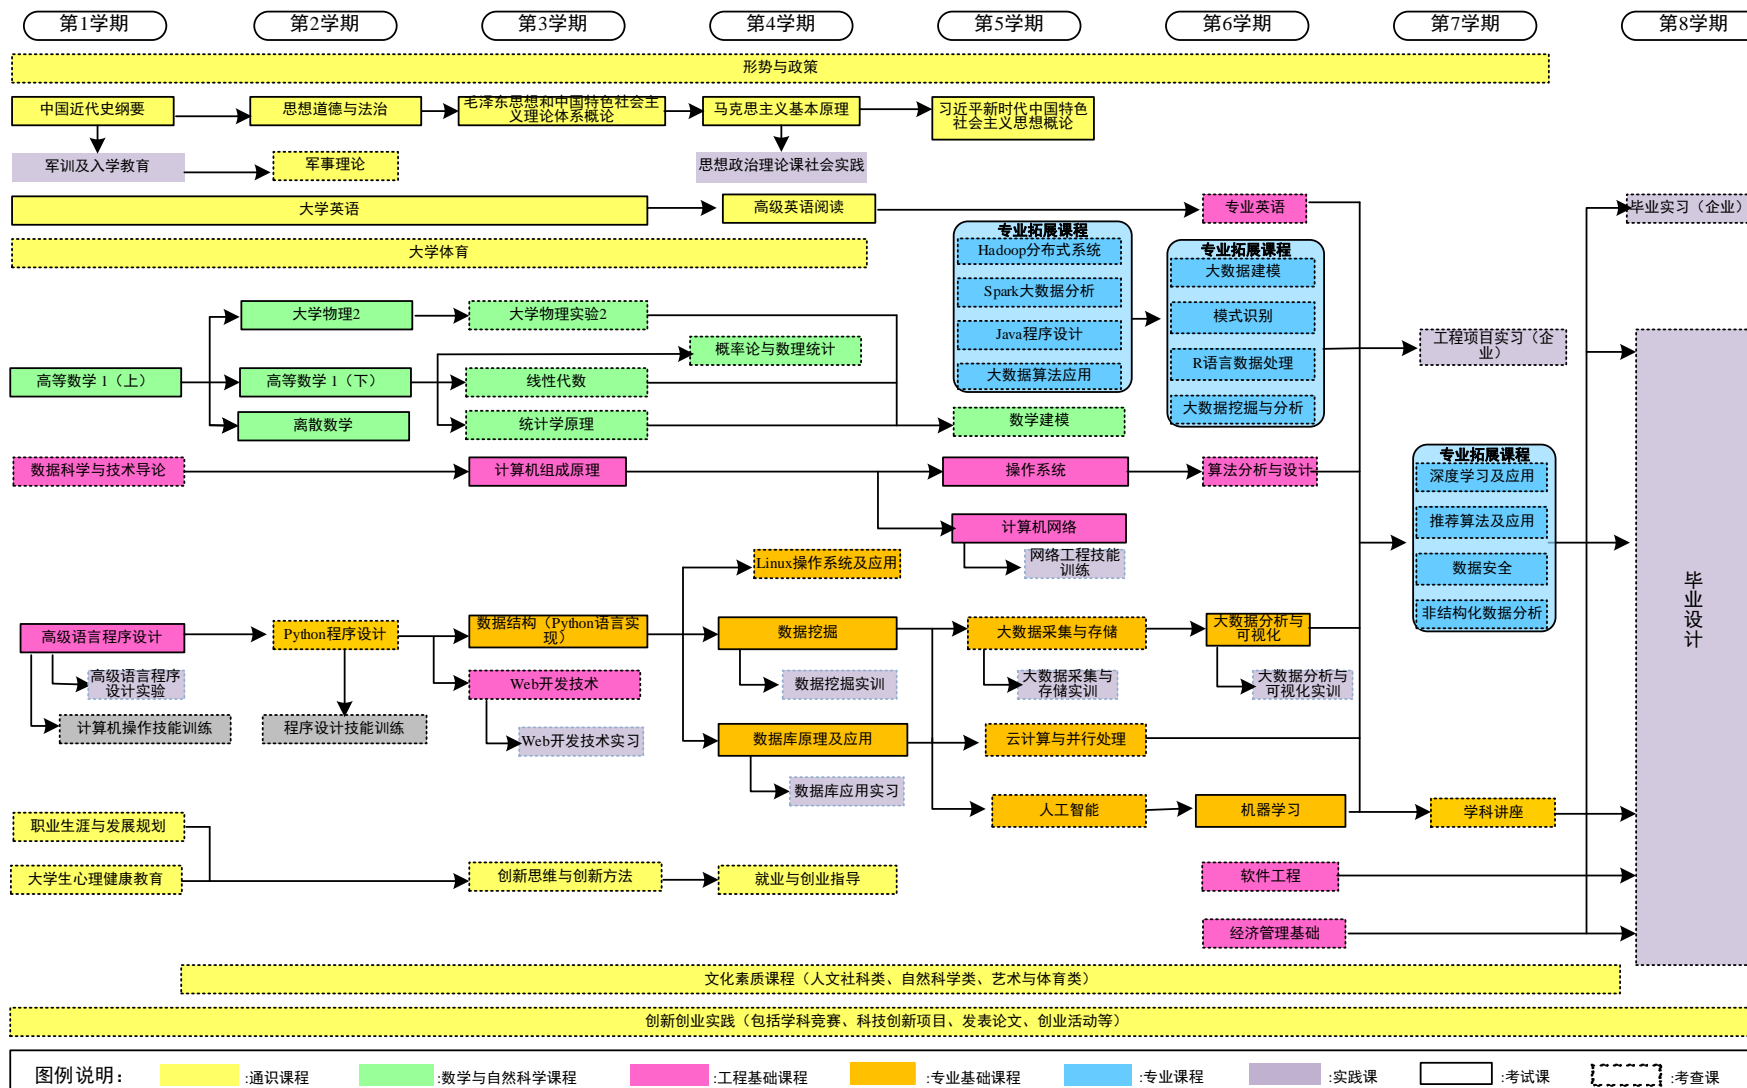 第1学期
第2学期
第3学期
第4学期
第5学期
第6学期
第7学期
第8学期
形势与政策
中国近代史纲要
思想道德与法治
毛泽东思想和中国特色社会主
义理论体系概论
马克思主义基本原理
习近平新时代中国特色
社会主义思想概论
军训及入学教育
军事理论
思想政治理论课社会实践
大学英语
高级英语阅读
专业英语
毕业实习（企业）
大学体育
专业拓展课程
Hadoop分布式系统
Spark大数据分析
Java程序设计
大数据算法应用
专业拓展课程
大数据建模
模式识别
R语言数据处理
大数据挖掘与分析
大学物理2
大学物理实验2
概率论与数理统计
工程项目实习（企
业）
高等数学 1（上）
高等数学 1（下）
线性代数
离散数学
统计学原理
数学建模
数据科学与技术导论
计算机组成原理
操作系统
算法分析与设计
专业拓展课程
深度学习及应用
推荐算法及应用
数据安全
非结构化数据分析
计算机网络
网络工程技能
训练
Linux操作系统及应用
毕业设计
高级语言程序设计
Python程序设计
数据结构（Python语言实
现）
数据挖掘
大数据采集与存储
大数据分析与
可视化
高级语言程序
设计实验
Web开发技术
数据挖掘实训
大数据采集与
存储实训
大数据分析与
可视化实训
计算机操作技能训练
程序设计技能训练
Web开发技术实习
数据库原理及应用
云计算与并行处理
数据库应用实习
人工智能
机器学习
学科讲座
职业生涯与发展规划
大学生心理健康教育
创新思维与创新方法
就业与创业指导
软件工程
经济管理基础
文化素质课程（人文社科类、自然科学类、艺术与体育类）
创新创业实践（包括学科竞赛、科技创新项目、发表论文、创业活动等）
图例说明：
:通识课程
:数学与自然科学课程
:工程基础课程
:专业基础课程
:专业课程
:实践课
:考试课
:考查课